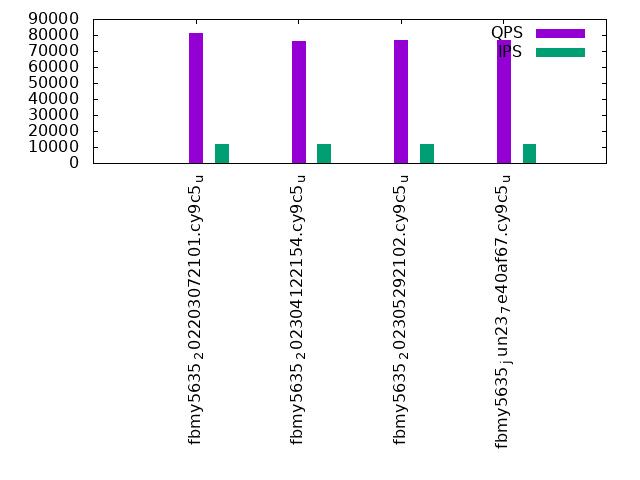 90000
80000
70000
60000
50000
40000
30000
20000
10000
0
QPS
IPS
fbmy5635₂02203072101.cy9c5ᵤ
fbmy5635₂02304122154.cy9c5ᵤ
fbmy5635₂02305292102.cy9c5ᵤ
fbmy5635ⱼun23₇e40af67.cy9c5ᵤ